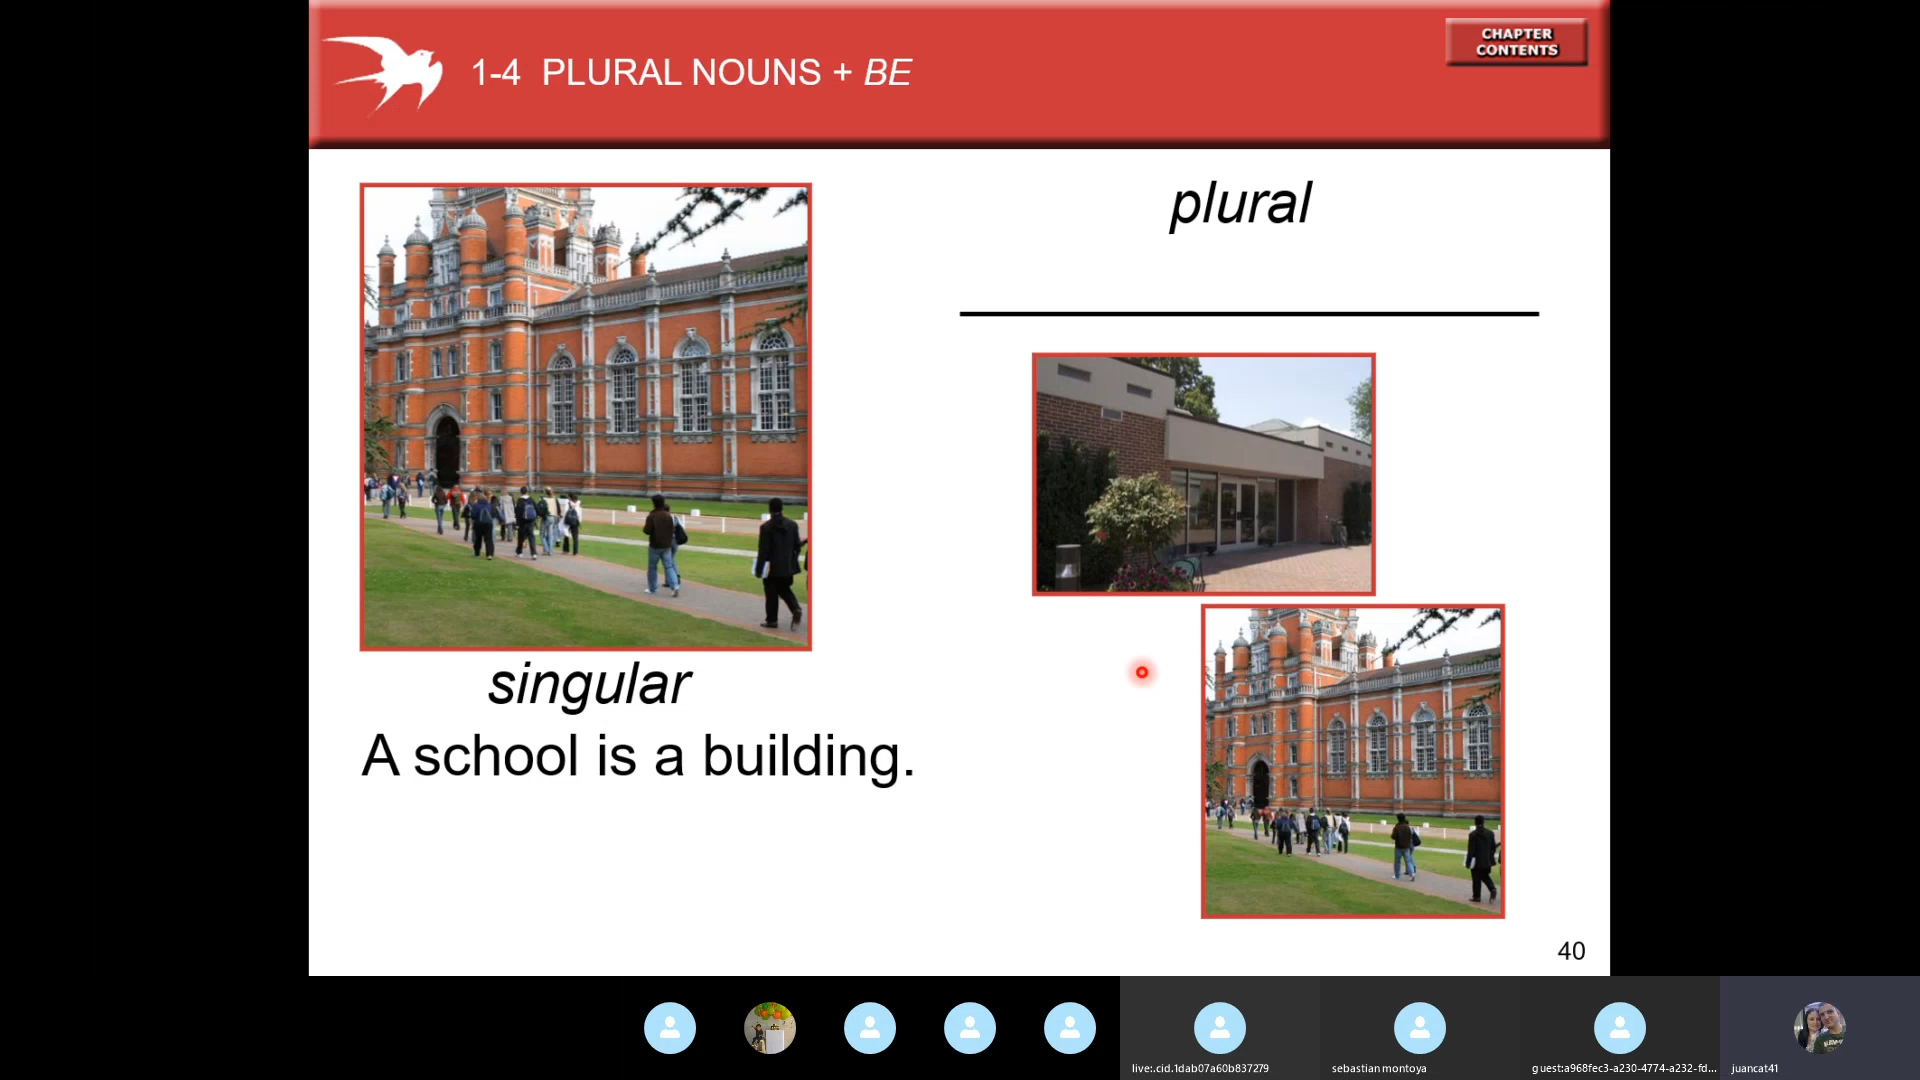 1-4 PLURAL NOUNS + BE
CHAPTER
CONTENTS
plural
singular
A school is a building.
40
live:.cid.1dab07a60b837279
sebastian montoya
guest:a968fec3-a230-4774-a232-fd...
juancat41